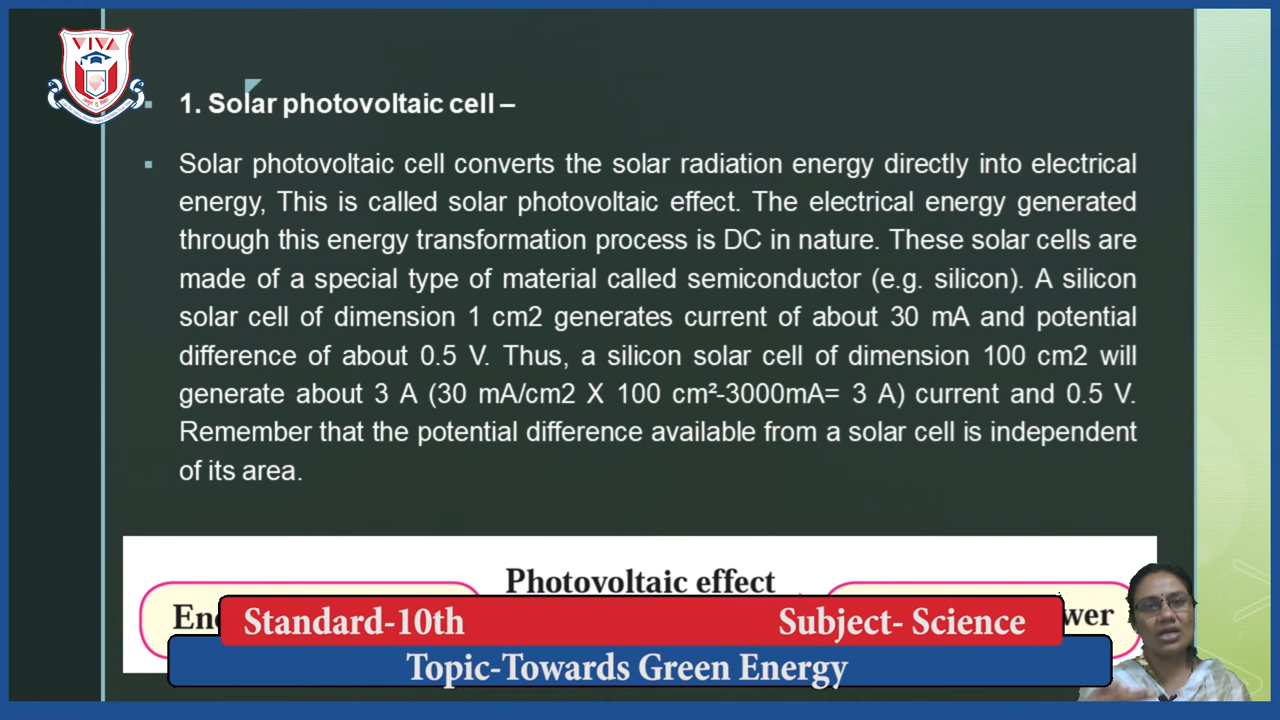 VIVA
1. Solar photovoltaic cell –
Solar photovoltaic cell converts the solar radiation energy directly into electrical
energy, This is called solar photovoltaic effect. The electrical energy generated
through this energy transformation process is DC in nature. These solar cells are
made of a special type of material called semiconductor (e.g. silicon). A silicon
solar cell of dimension 1 cm2 generates current of about 30 mA and potential
difference of about 0.5 V. Thus, a silicon solar cell of dimension 100 cm2 will
generate about 3 A (30 mA/cm2 X 100 cm²-3000mA= 3 A) current and 0.5 V.
Remember that the potential difference available from a solar cell is independent
of its area.
Photovoltaic effect
Standard-10th Subject- Science
Topic-Towards Green Energy